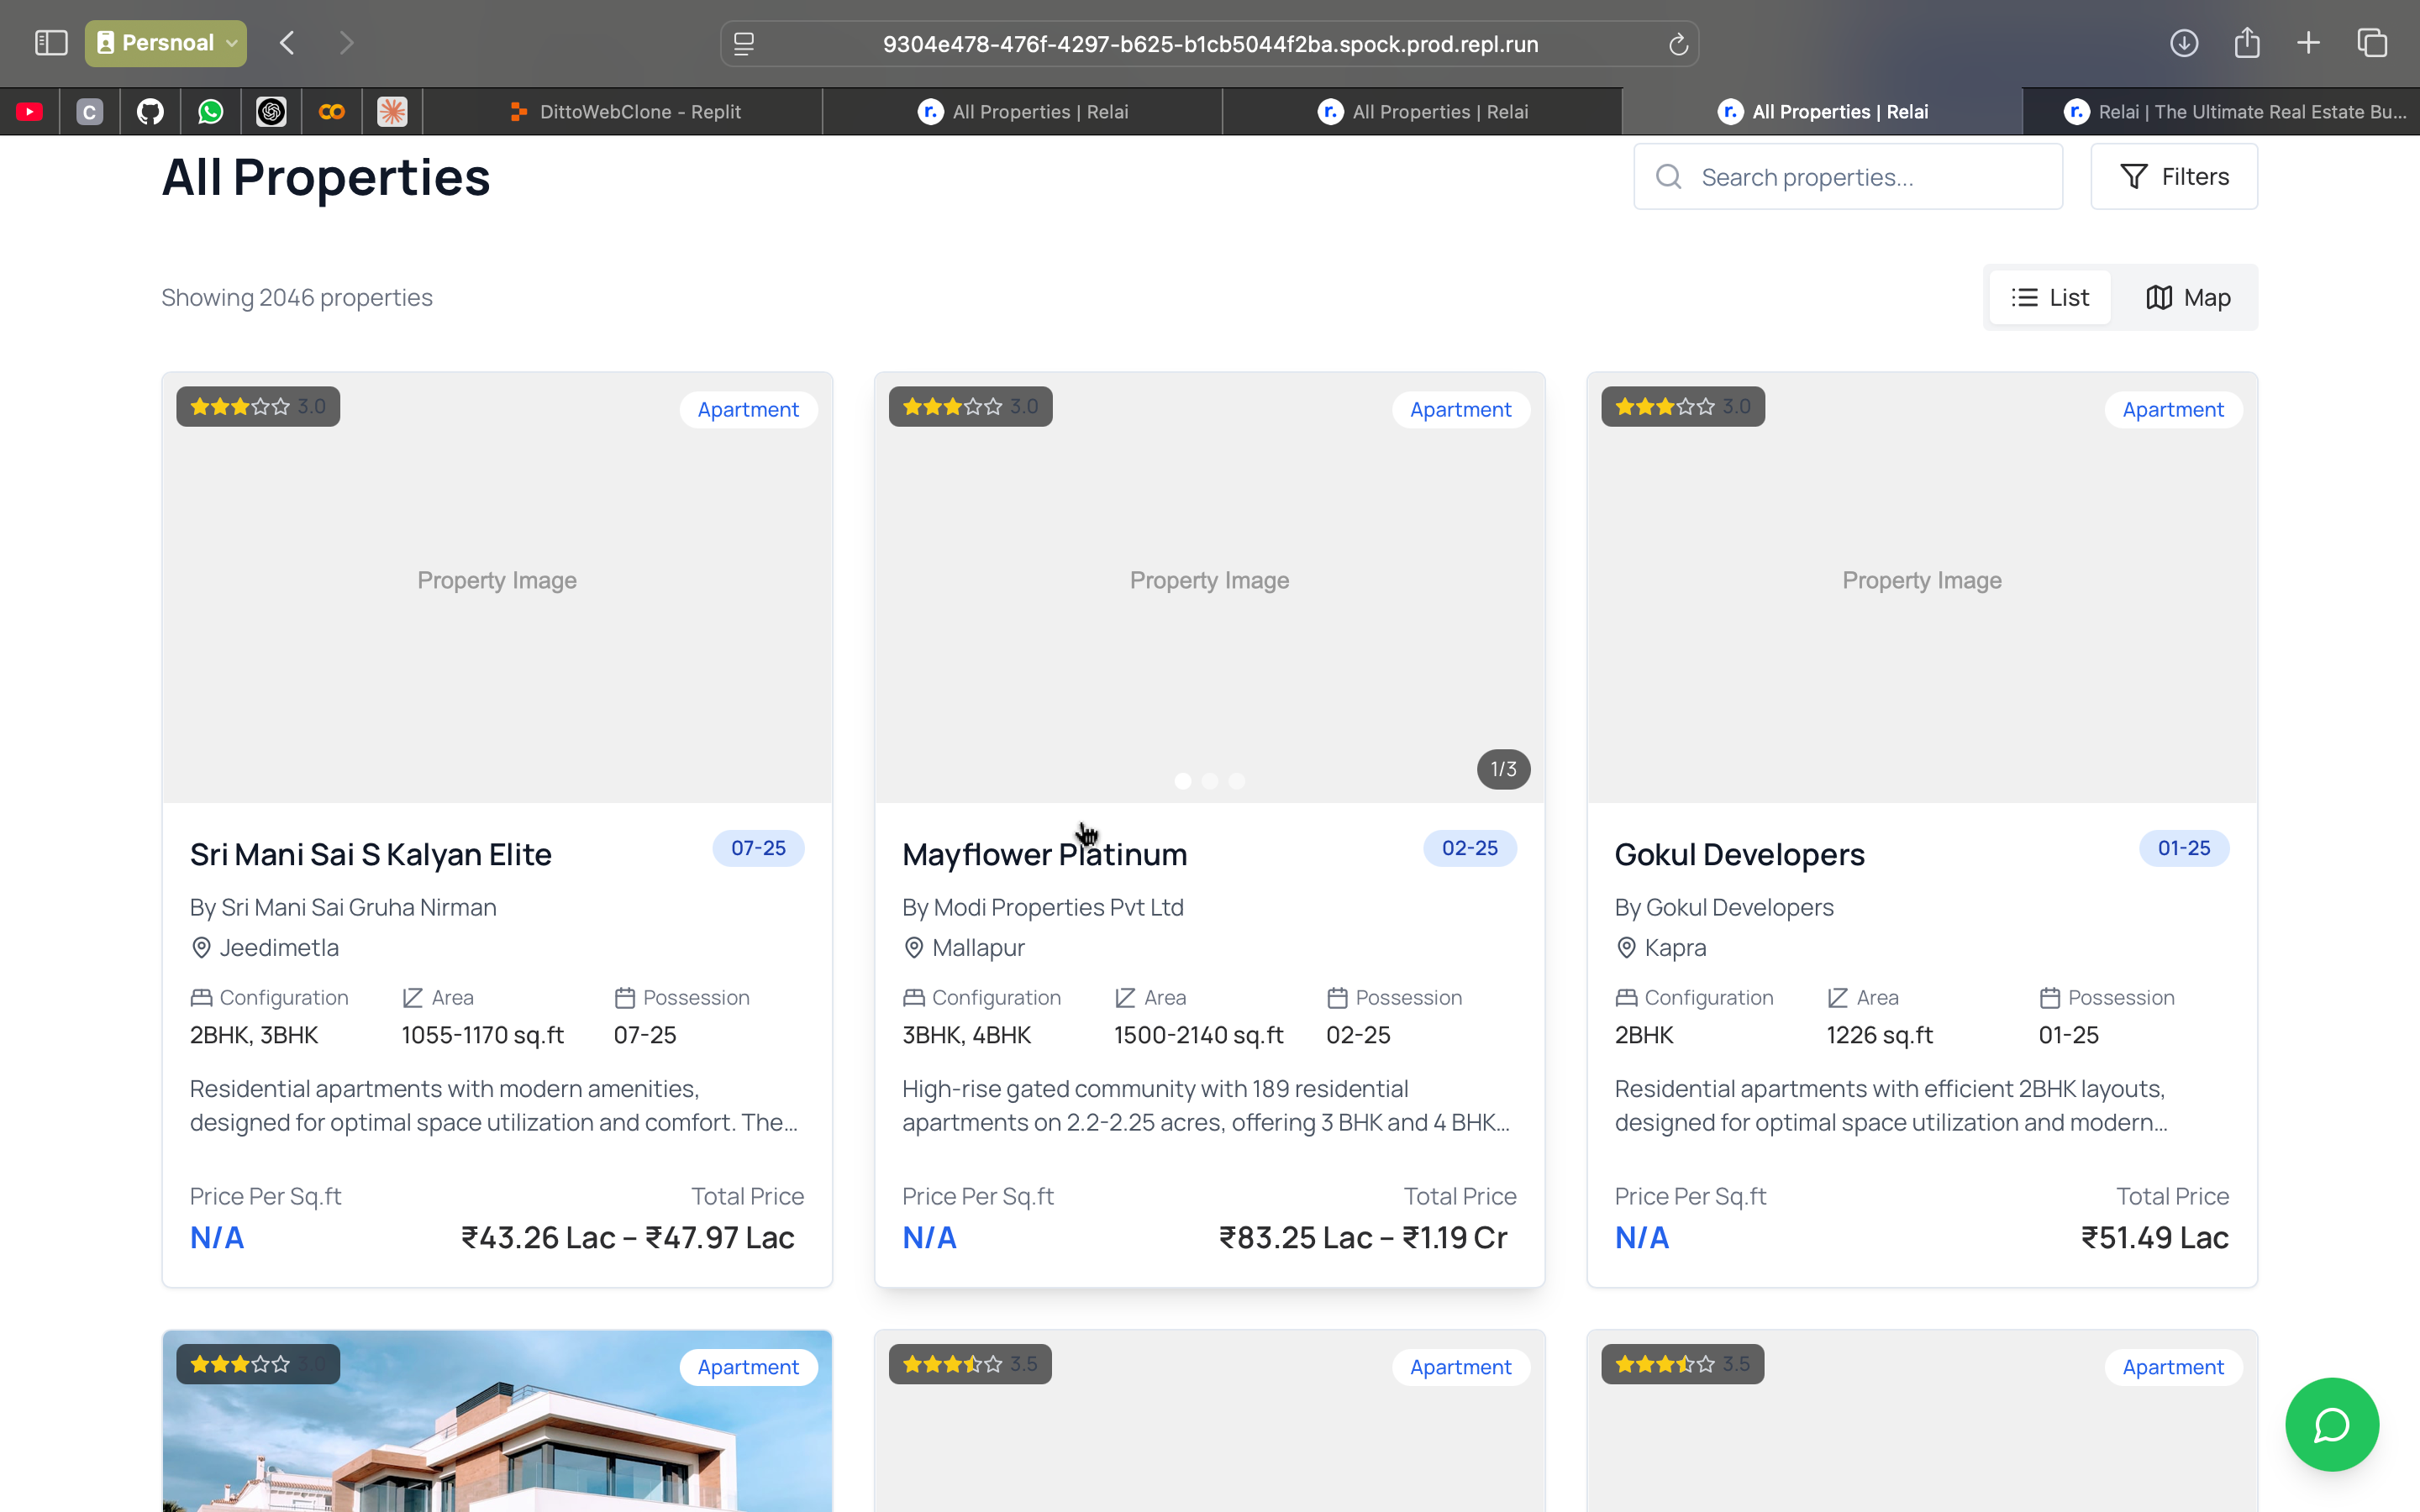 Persnoal
9304e478-476f-4297-b625-b1cb5044f2ba.spock.prod.repl.run
C
DittoWebClone - Replit
r. All Properties | Relai
r. All Properties | Relai
r. All Properties | Relai
r. Relai | The Ultimate Real Estate Bu...
All Properties
Search properties...
Filters
Showing 2046 properties
List
Map
3.0
Apartment
Property Image
Sri Mani Sai S Kalyan Elite
07-25
By Sri Mani Sai Gruha Nirman
Jeedimetla
Configuration
Area
Possession
2BHK, 3BHK
1055-1170 sq.ft
07-25
Residential apartments with modern amenities,
designed for optimal space utilization and comfort. The...
Price Per Sq.ft
Total Price
N/A
₹43.26 Lac – ₹47.97 Lac
3.0
Apartment
Property Image
1/3
Mayflower Platinum
02-25
By Modi Properties Pvt Ltd
Mallapur
Configuration
Area
Possession
3BHK, 4BHK
1500-2140 sq.ft
02-25
High-rise gated community with 189 residential
apartments on 2.2-2.25 acres, offering 3 BHK and 4 BHK...
Price Per Sq.ft
Total Price
N/A
₹83.25 Lac – ₹1.19 Cr
3.0
Apartment
Property Image
Gokul Developers
01-25
By Gokul Developers
Kapra
Configuration
Area
Possession
2BHK
1226 sq.ft
01-25
Residential apartments with efficient 2BHK layouts,
designed for optimal space utilization and modern...
Price Per Sq.ft
Total Price
N/A
₹51.49 Lac
3.0
Apartment
3.5
Apartment
3.5
Apartment